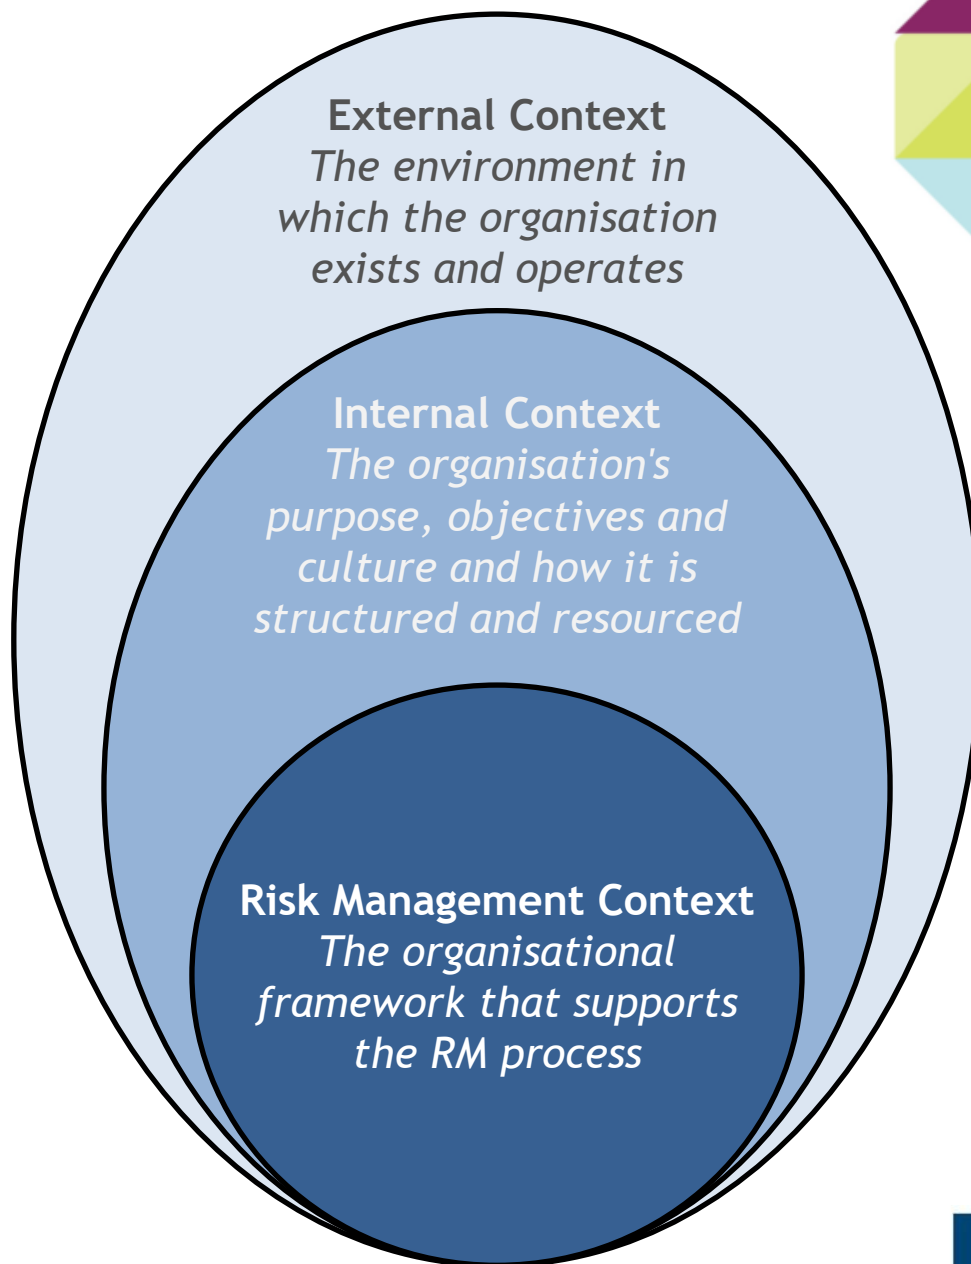 External Context
The environment in
which the organisation
exists and operates
Internal Context
The organisation's
purpose, objectives and
culture and how it is
structured and resourced
Risk Management Context
The organisational
framework that supports
the RM process